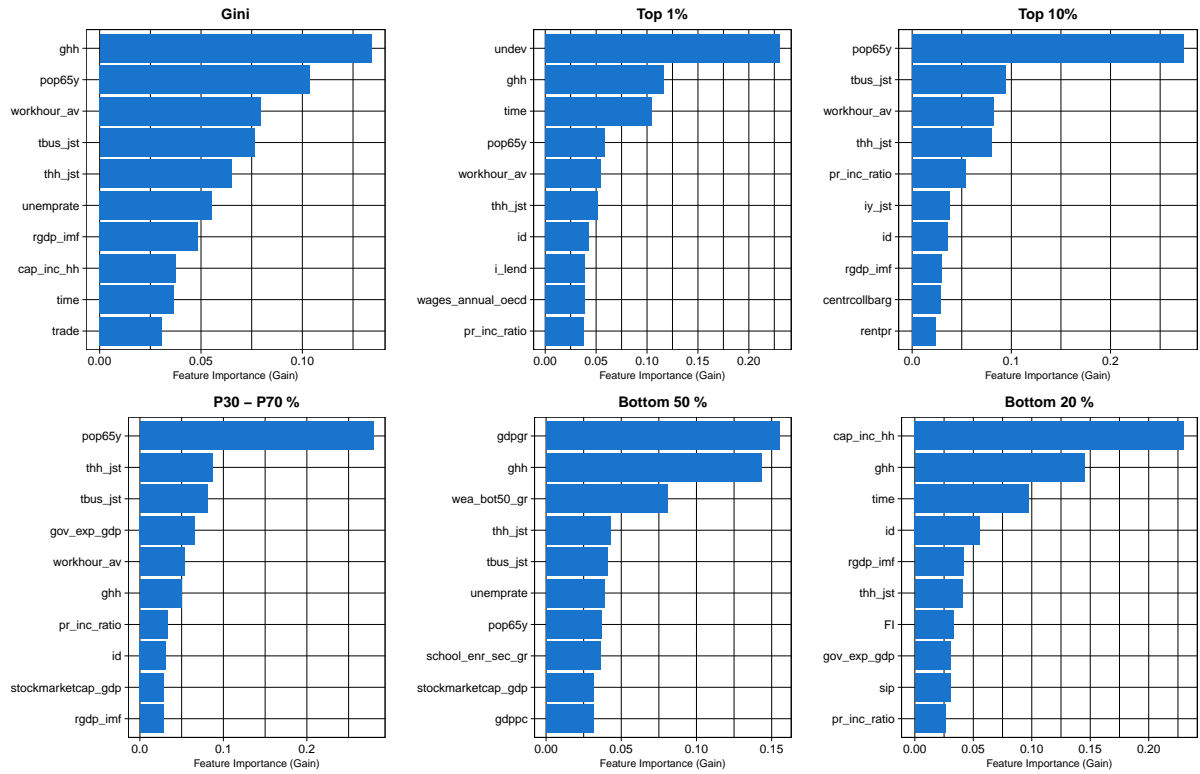 Gini
ghh
pop65y
workhour_av
tbus_jst
thh_jst
unemprate
rgdp_imf
cap_inc_hh
time
trade
0.00 0.05 0.10
Feature Importance (Gain)
Top 1%
undev
ghh
time
pop65y
workhour_av
thh_jst
id
i_lend
wages_annual_oecd
pr_inc_ratio
0.00 0.05 0.10 0.15 0.20
Feature Importance (Gain)
Top 10%
pop65y
tbus_jst
workhour_av
thh_jst
pr_inc_ratio
iy_jst
id
rgdp_imf
centrcollbarg
rentpr
0.0 0.1 0.2
Feature Importance (Gain)
P30 – P70 %
pop65y
thh_jst
tbus_jst
gov_exp_gdp
workhour_av
ghh
pr_inc_ratio
id
stockmarketcap_gdp
rgdp_imf
0.0 0.1 0.2
Feature Importance (Gain)
Bottom 50 %
gdpgr
ghh
wea_bot50_gr
thh_jst
tbus_jst
unemprate
pop65y
school_enr_sec_gr
stockmarketcap_gdp
gdppc
0.00 0.05 0.10 0.15
Feature Importance (Gain)
Bottom 20 %
cap_inc_hh
ghh
time
id
rgdp_imf
thh_jst
FI
gov_exp_gdp
sip
pr_inc_ratio
0.00 0.05 0.10 0.15 0.20
Feature Importance (Gain)